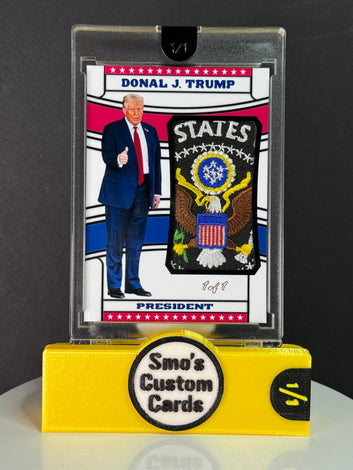 1/1
DONAL J. TRUMP
STATES
1 of 1
PRESIDENT
Smo's
Custom
Cards
1/1